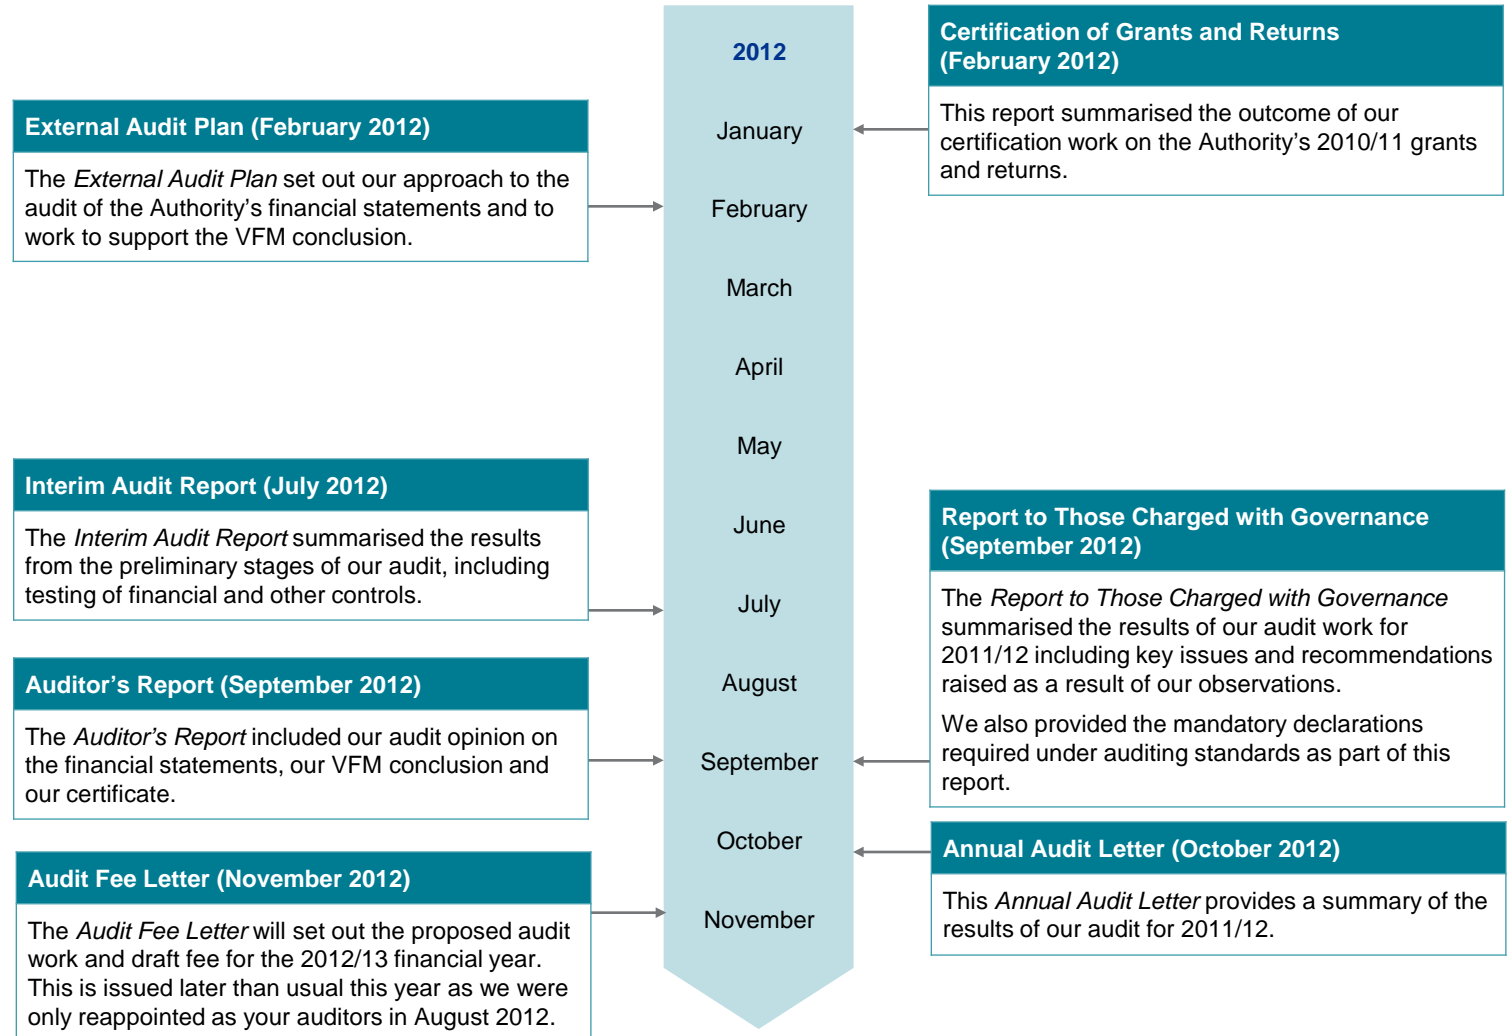 2012
January
February
March
April
May
June
July
August
September
October
November
External Audit Plan (February 2012)
The External Audit Plan set out our approach to the
audit of the Authority’s financial statements and to
work to support the VFM conclusion.
Interim Audit Report (July 2012)
The Interim Audit Report summarised the results
from the preliminary stages of our audit, including
testing of financial and other controls.
Auditor’s Report (September 2012)
The Auditor’s Report included our audit opinion on
the financial statements, our VFM conclusion and
our certificate.
Audit Fee Letter (November 2012)
The Audit Fee Letter will set out the proposed audit
work and draft fee for the 2012/13 financial year.
This is issued later than usual this year as we were
only reappointed as your auditors in August 2012.
Certification of Grants and Returns
(February 2012)
This report summarised the outcome of our
certification work on the Authority’s 2010/11 grants
and returns.
Report to Those Charged with Governance
(September 2012)
The Report to Those Charged with Governance
summarised the results of our audit work for
2011/12 including key issues and recommendations
raised as a result of our observations.
We also provided the mandatory declarations
required under auditing standards as part of this
report.
Annual Audit Letter (October 2012)
This Annual Audit Letter provides a summary of the
results of our audit for 2011/12.